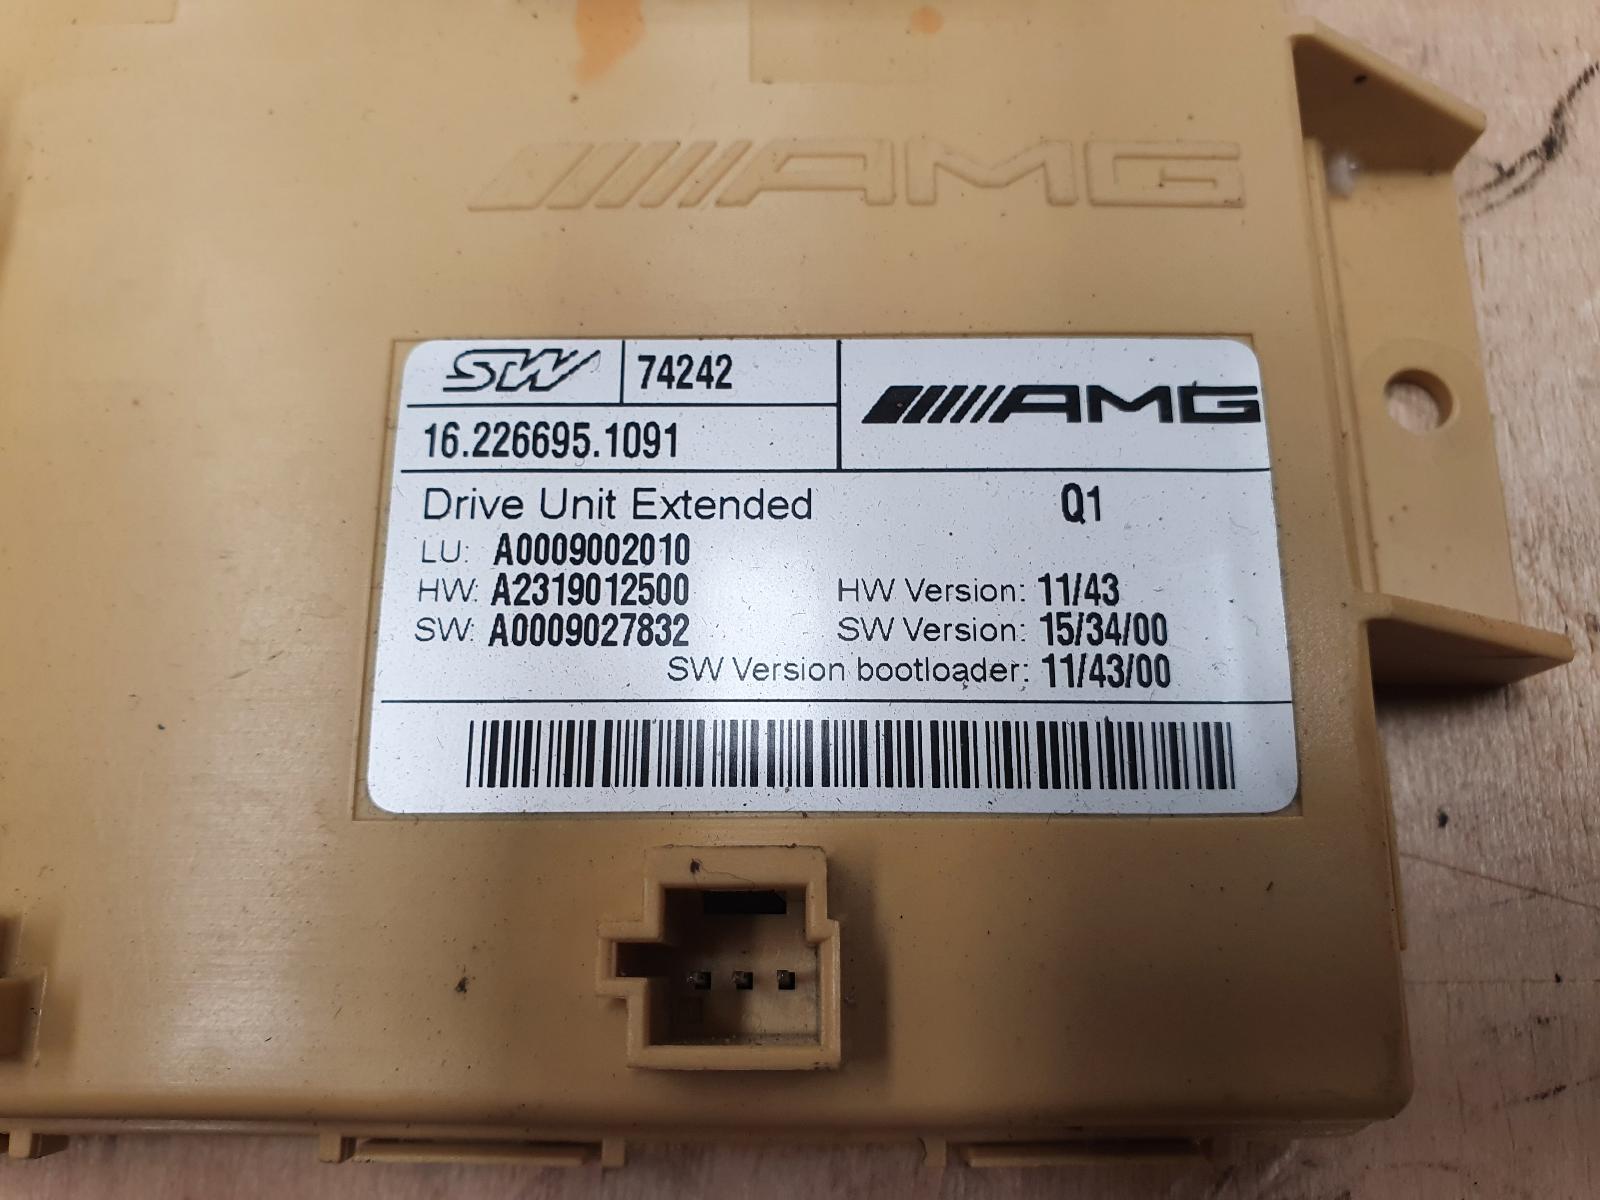 AMG
SW 74242
AMG
16.226695.1091
Drive Unit Extended Q1
LU: A0009002010
HW: A2319012500 HW Version: 11/43
SW: A0009027832 SW Version: 15/34/00
SW Version bootloader: 11/43/00